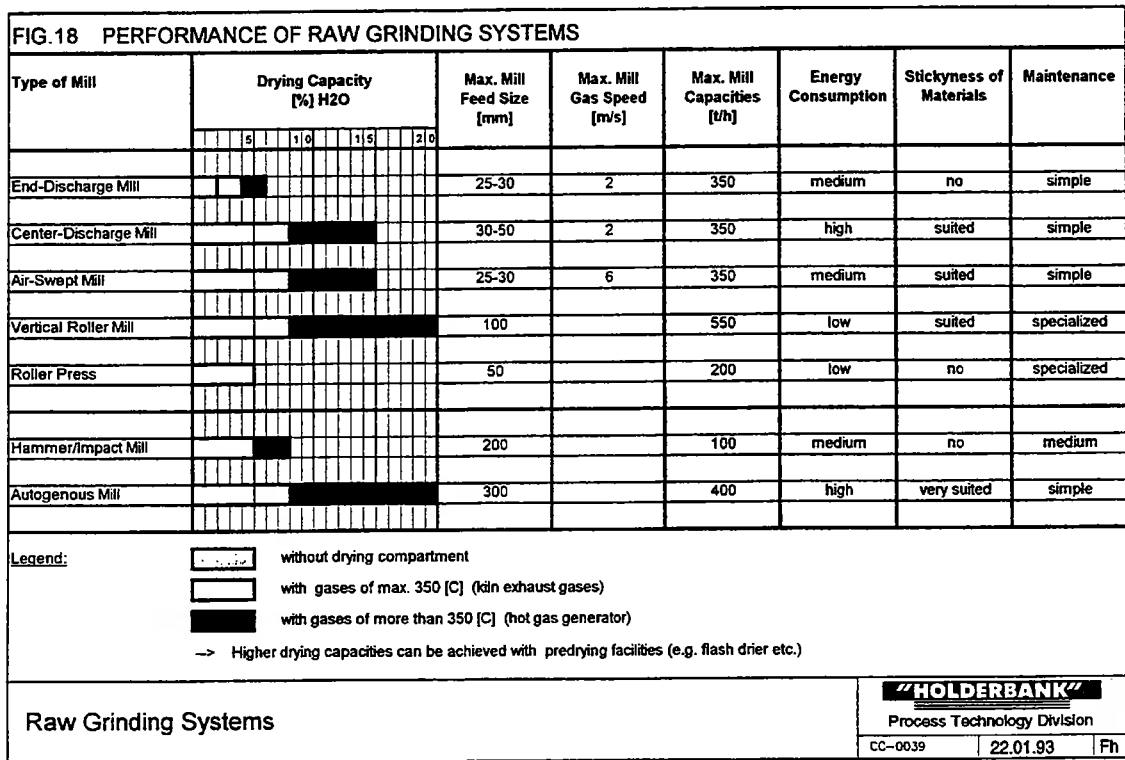 FIG.18 PERFORMANCE OF RAW GRINDING SYSTEMS
Type of Mill Drying Capacity [%] H2O Max. Mill Feed Size [mm] Max. Mill Gas Speed [m/s] Max. Mill Capacities [t/h] Energy Consumption Stickyness of Materials Maintenance
5 10 15 20
End-Discharge Mill 25-30 2 350 medium no simple
Center-Discharge Mill 30-50 2 350 high suited simple
Air-Swept Mill 25-30 6 350 medium suited simple
Vertical Roller Mill 100 550 low suited specialized
Roller Press 50 200 low no specialized
Hammer/Impact Mill 200 100 medium no medium
Autogenous Mill 300 400 high very suited simple
Legend:
without drying compartment
with gases of max. 350 [C] (kiln exhaust gases)
with gases of more than 350 [C] (hot gas generator)
--> Higher drying capacities can be achieved with predrying facilities (e.g. flash drier etc.)
Raw Grinding Systems
"HOLDERBANK"
Process Technology Division
CC-0039 22.01.93 Fh